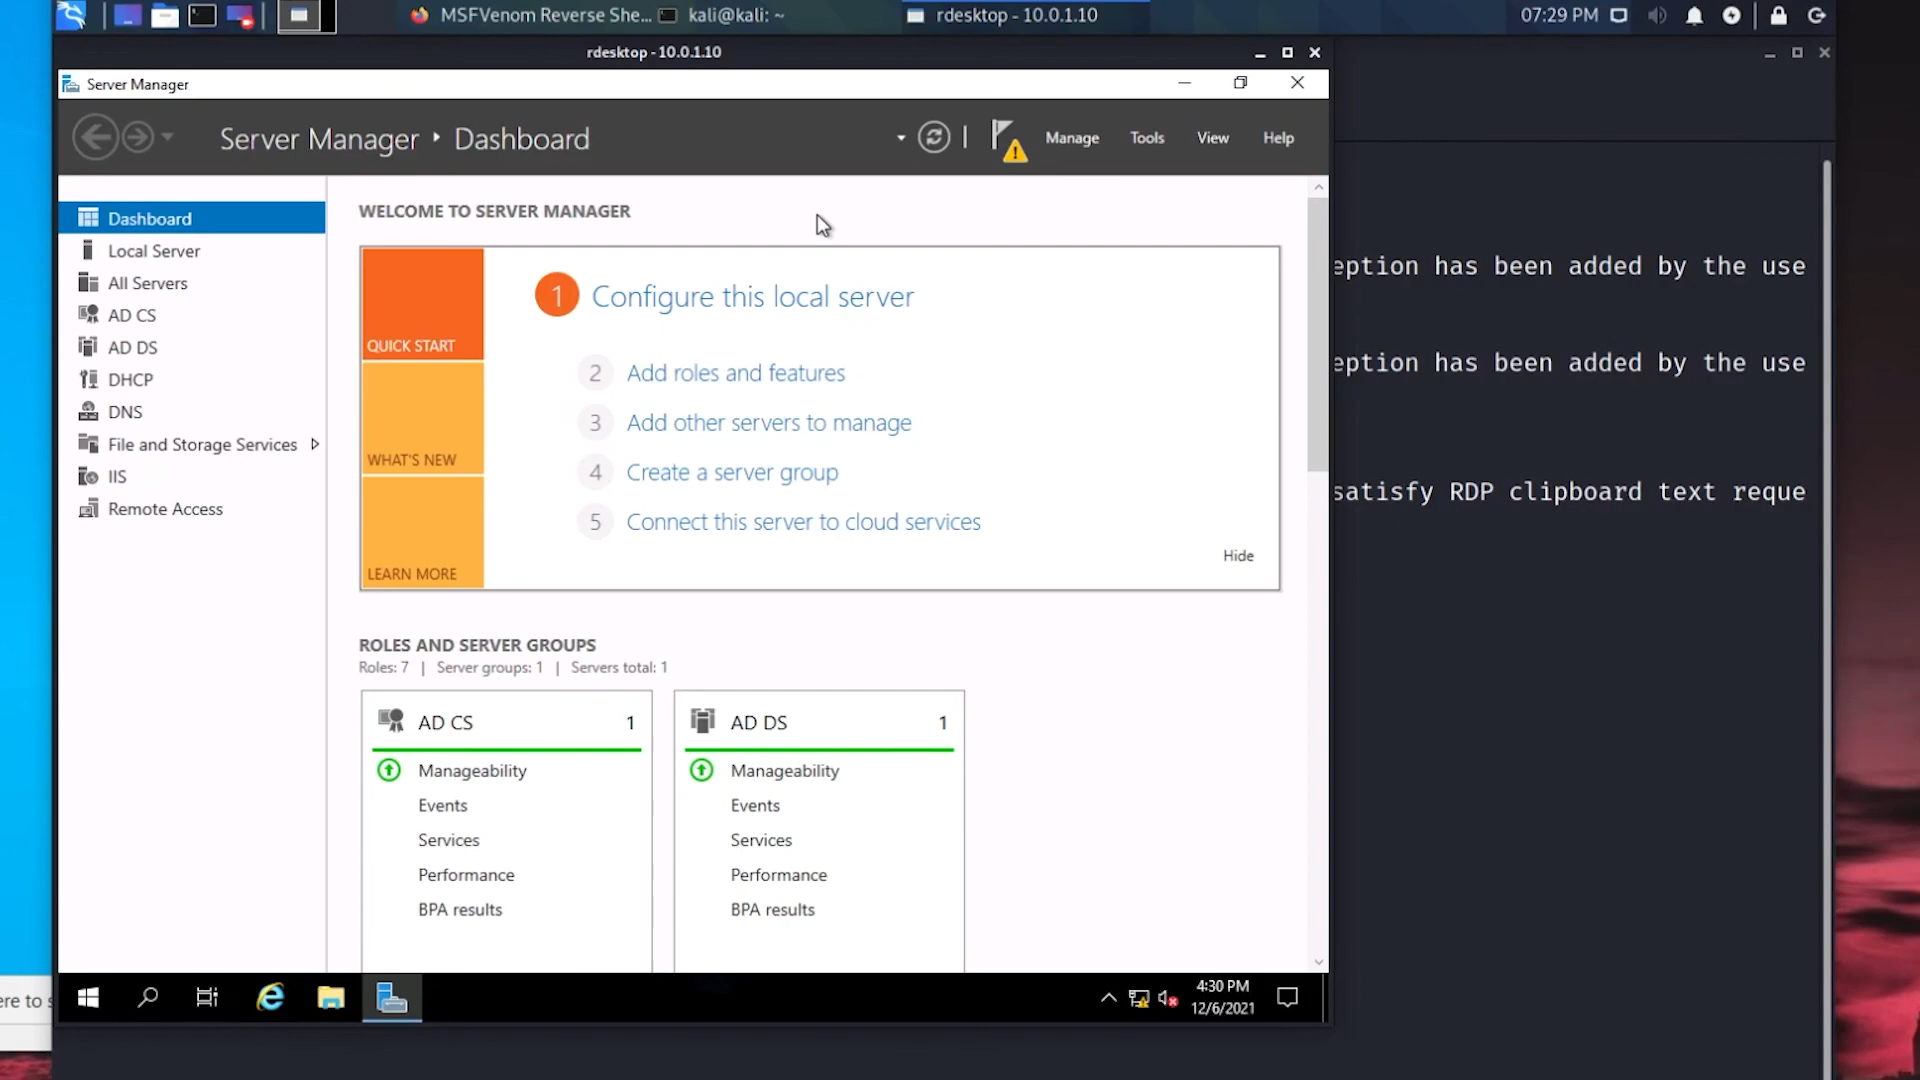 MSFVenom Reverse She...
kali@kali: ~
rdesktop - 10.0.1.10
07:29 PM
rdesktop - 10.0.1.10
Server Manager
Server Manager ‣ Dashboard
Manage
Tools
View
Help
Dashboard
Local Server
All Servers
AD CS
AD DS
DHCP
DNS
File and Storage Services
IIS
Remote Access
WELCOME TO SERVER MANAGER
QUICK START
WHAT'S NEW
LEARN MORE
1 Configure this local server
2 Add roles and features
3 Add other servers to manage
4 Create a server group
5 Connect this server to cloud services
Hide
ROLES AND SERVER GROUPS
Roles: 7 | Server groups: 1 | Servers total: 1
AD CS 1
Manageability
Events
Services
Performance
BPA results
AD DS 1
Manageability
Events
Services
Performance
BPA results
eption has been added by the use
eption has been added by the use
satisfy RDP clipboard text reque
ere to s
4:30 PM
12/6/2021